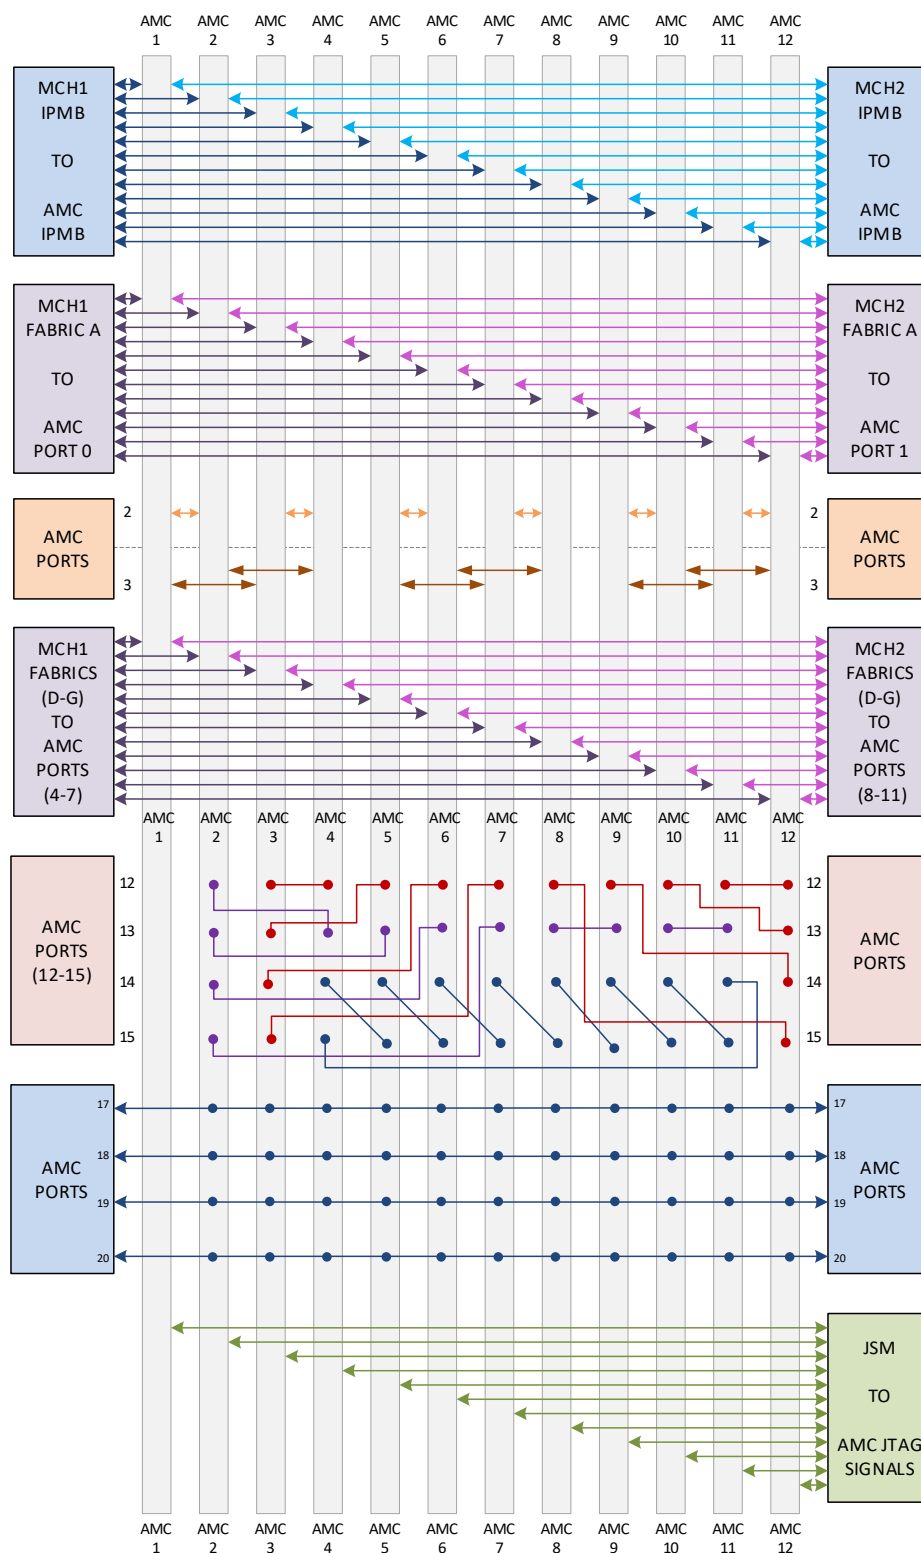 AMC AMC AMC AMC AMC AMC AMC AMC AMC AMC AMC AMC
1 2 3 4 5 6 7 8 9 10 11 12
MCH1
IPMB
TO
AMC
IPMB
MCH2
IPMB
TO
AMC
IPMB
MCH1
FABRIC A
TO
AMC
PORT 0
MCH2
FABRIC A
TO
AMC
PORT 1
AMC
PORTS
2
3
2
3
AMC
PORTS
MCH1
FABRICS
(D-G)
TO
AMC
PORTS
(4-7)
MCH2
FABRICS
(D-G)
TO
AMC
PORTS
(8-11)
AMC AMC AMC AMC AMC AMC AMC AMC AMC AMC AMC AMC
1 2 3 4 5 6 7 8 9 10 11 12
AMC
PORTS
(12-15)
12
13
14
15
12
13
14
15
AMC
PORTS
AMC
PORTS
17
18
19
20
17
18
19
20
AMC
PORTS
JSM
TO
AMC JTAG
SIGNALS
AMC AMC AMC AMC AMC AMC AMC AMC AMC AMC AMC AMC
1 2 3 4 5 6 7 8 9 10 11 12